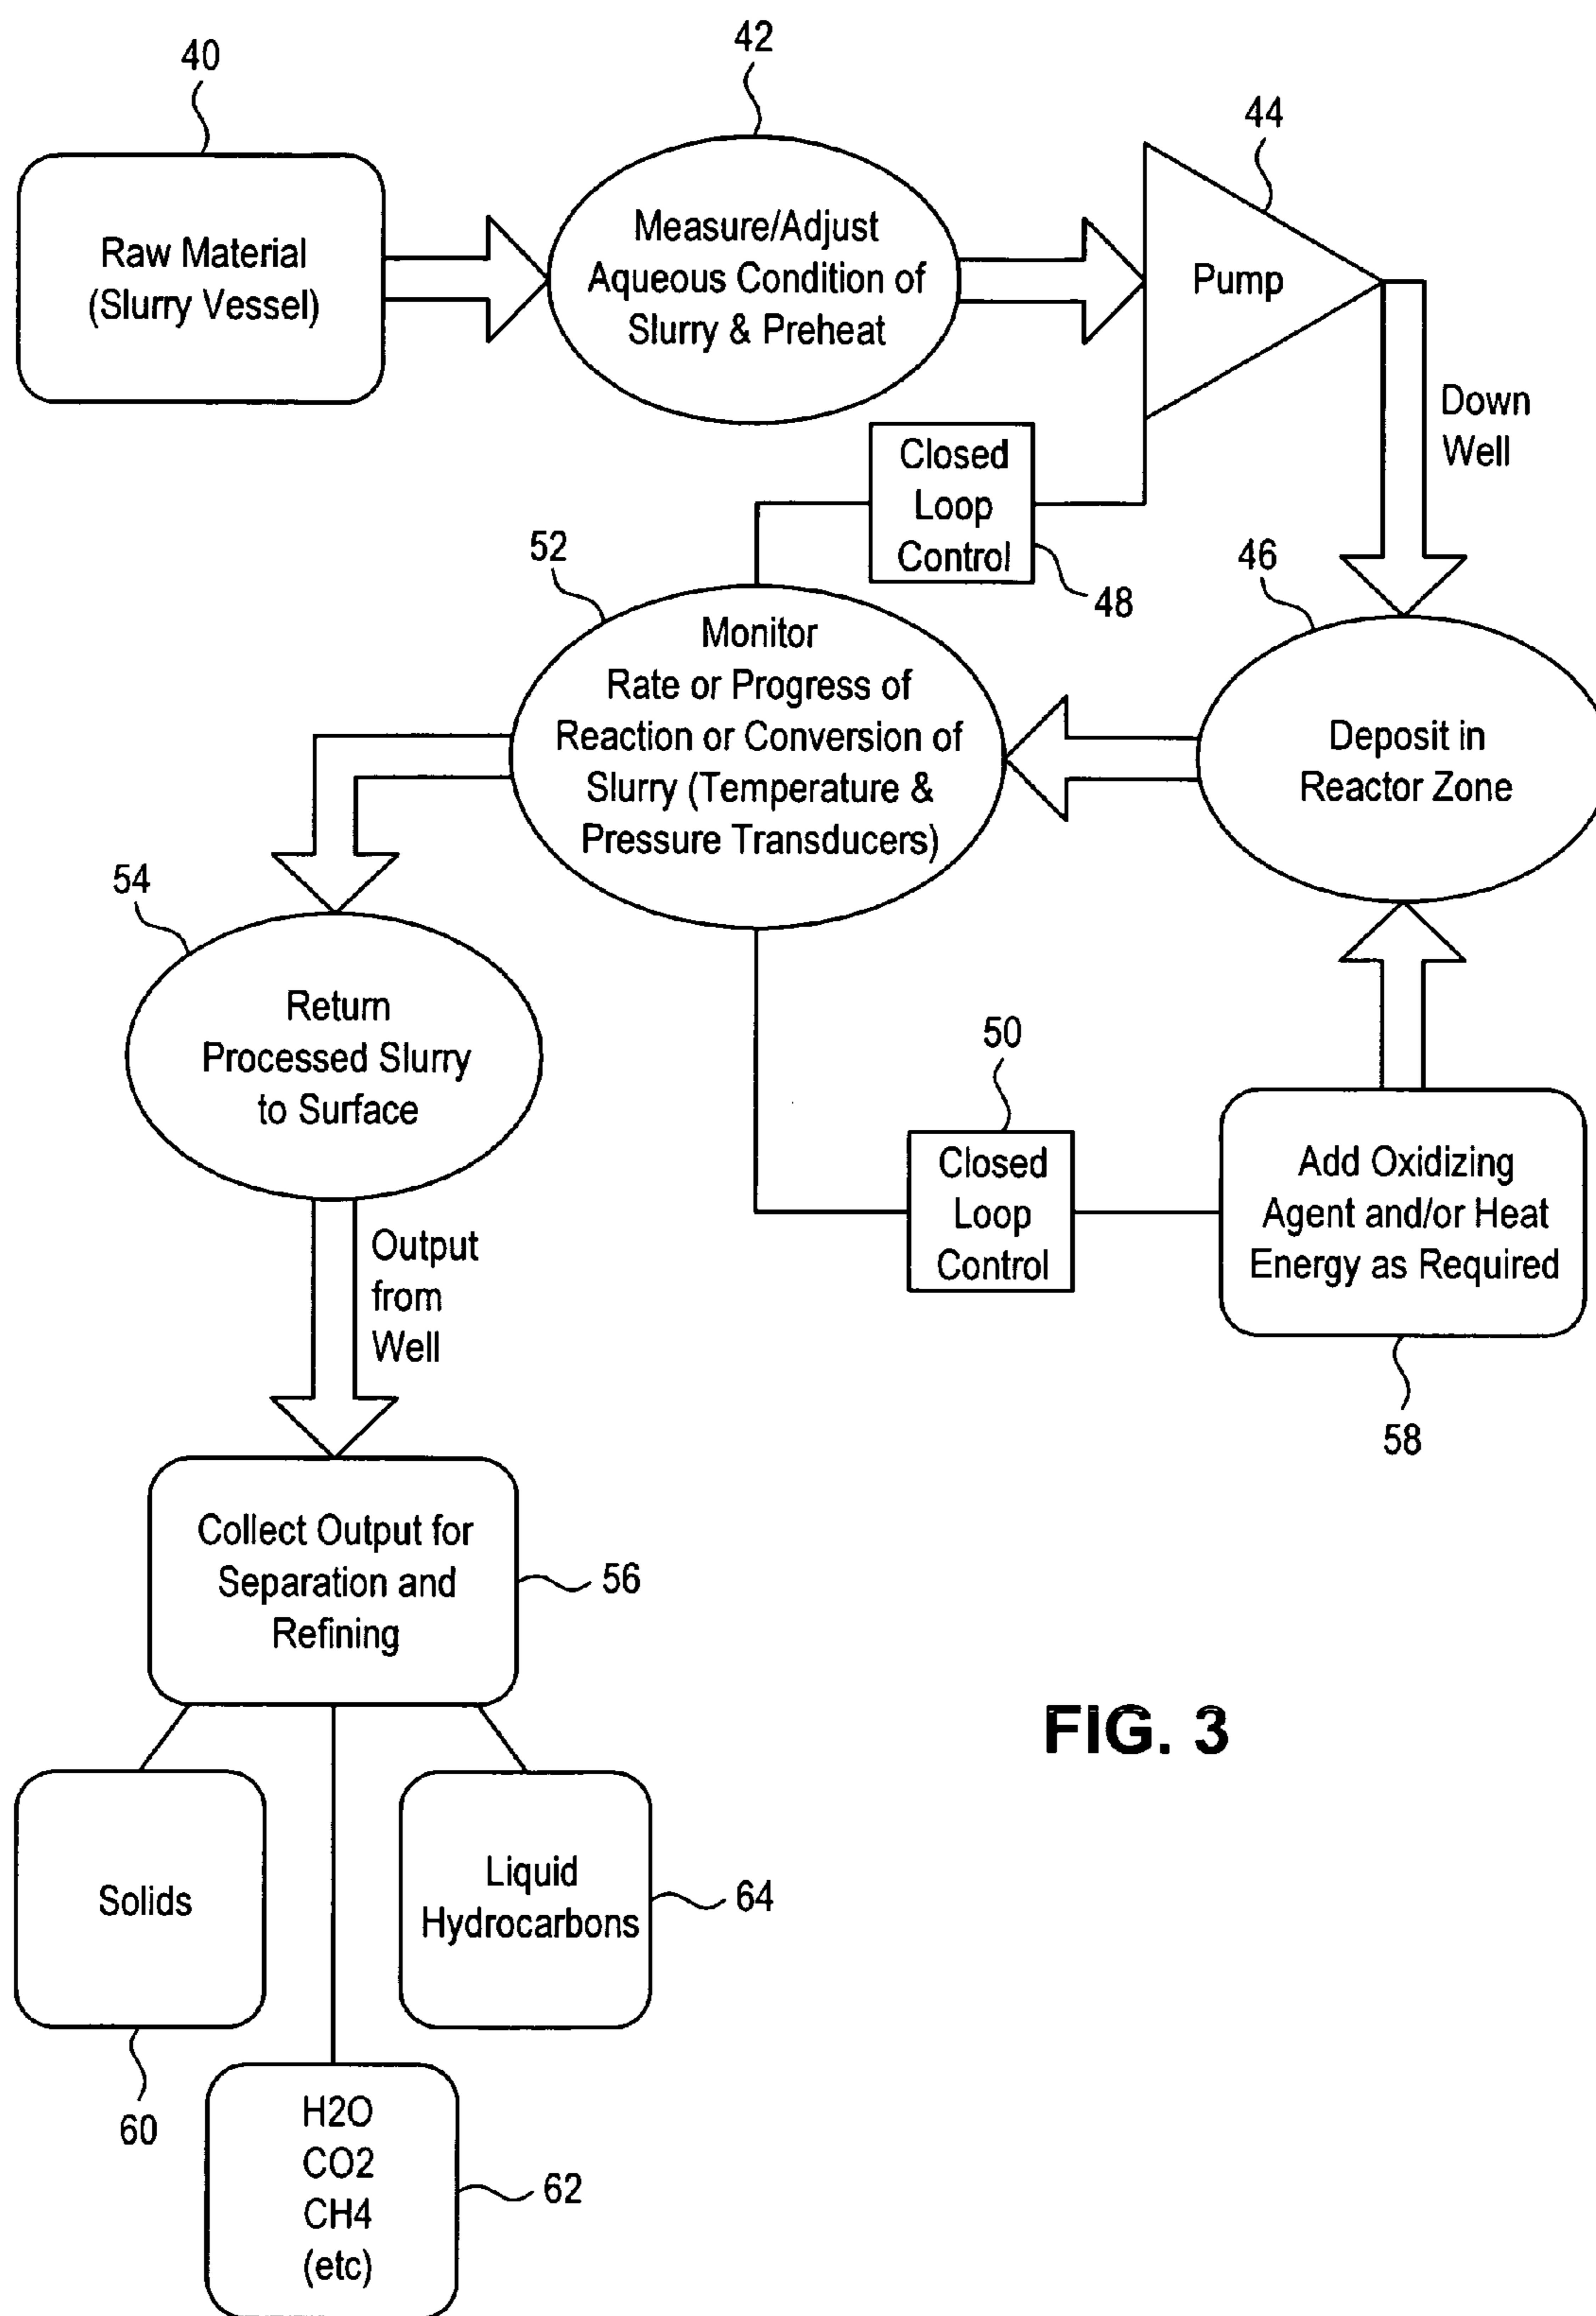 40
Raw Material
(Slurry Vessel)
42
Measure/Adjust
Aqueous Condition of
Slurry & Preheat
44
Pump
Down
Well
Closed
Loop
Control
48
52
Monitor
Rate or Progress of
Reaction or Conversion of
Slurry (Temperature &
Pressure Transducers)
46
Deposit in
Reactor Zone
54
Return
Processed Slurry
to Surface
50
Closed
Loop
Control
Add Oxidizing
Agent and/or Heat
Energy as Required
58
Output
from
Well
Collect Output for
Separation and
Refining
56
Solids
60
Liquid
Hydrocarbons
64
H2O
CO2
CH4
(etc)
62
FIG. 3